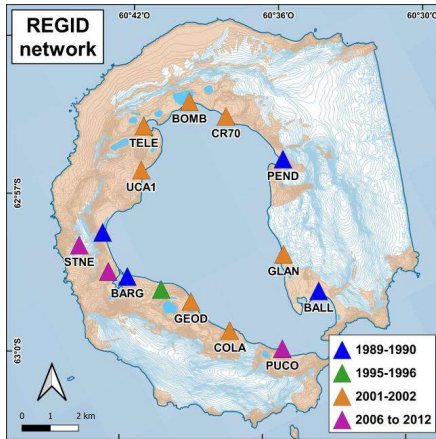 REGID
network
60°42'O
60°36'O
60°30'O
BOMB
TELE
CR70
UCA1
PEND
62°57'
STNE
BARG
GLAN
BALL
GEOD
COLA
PUCO
63°0'S
1989-1990
1995-1996
2001-2002
2006 to 2012
0 1 2 km